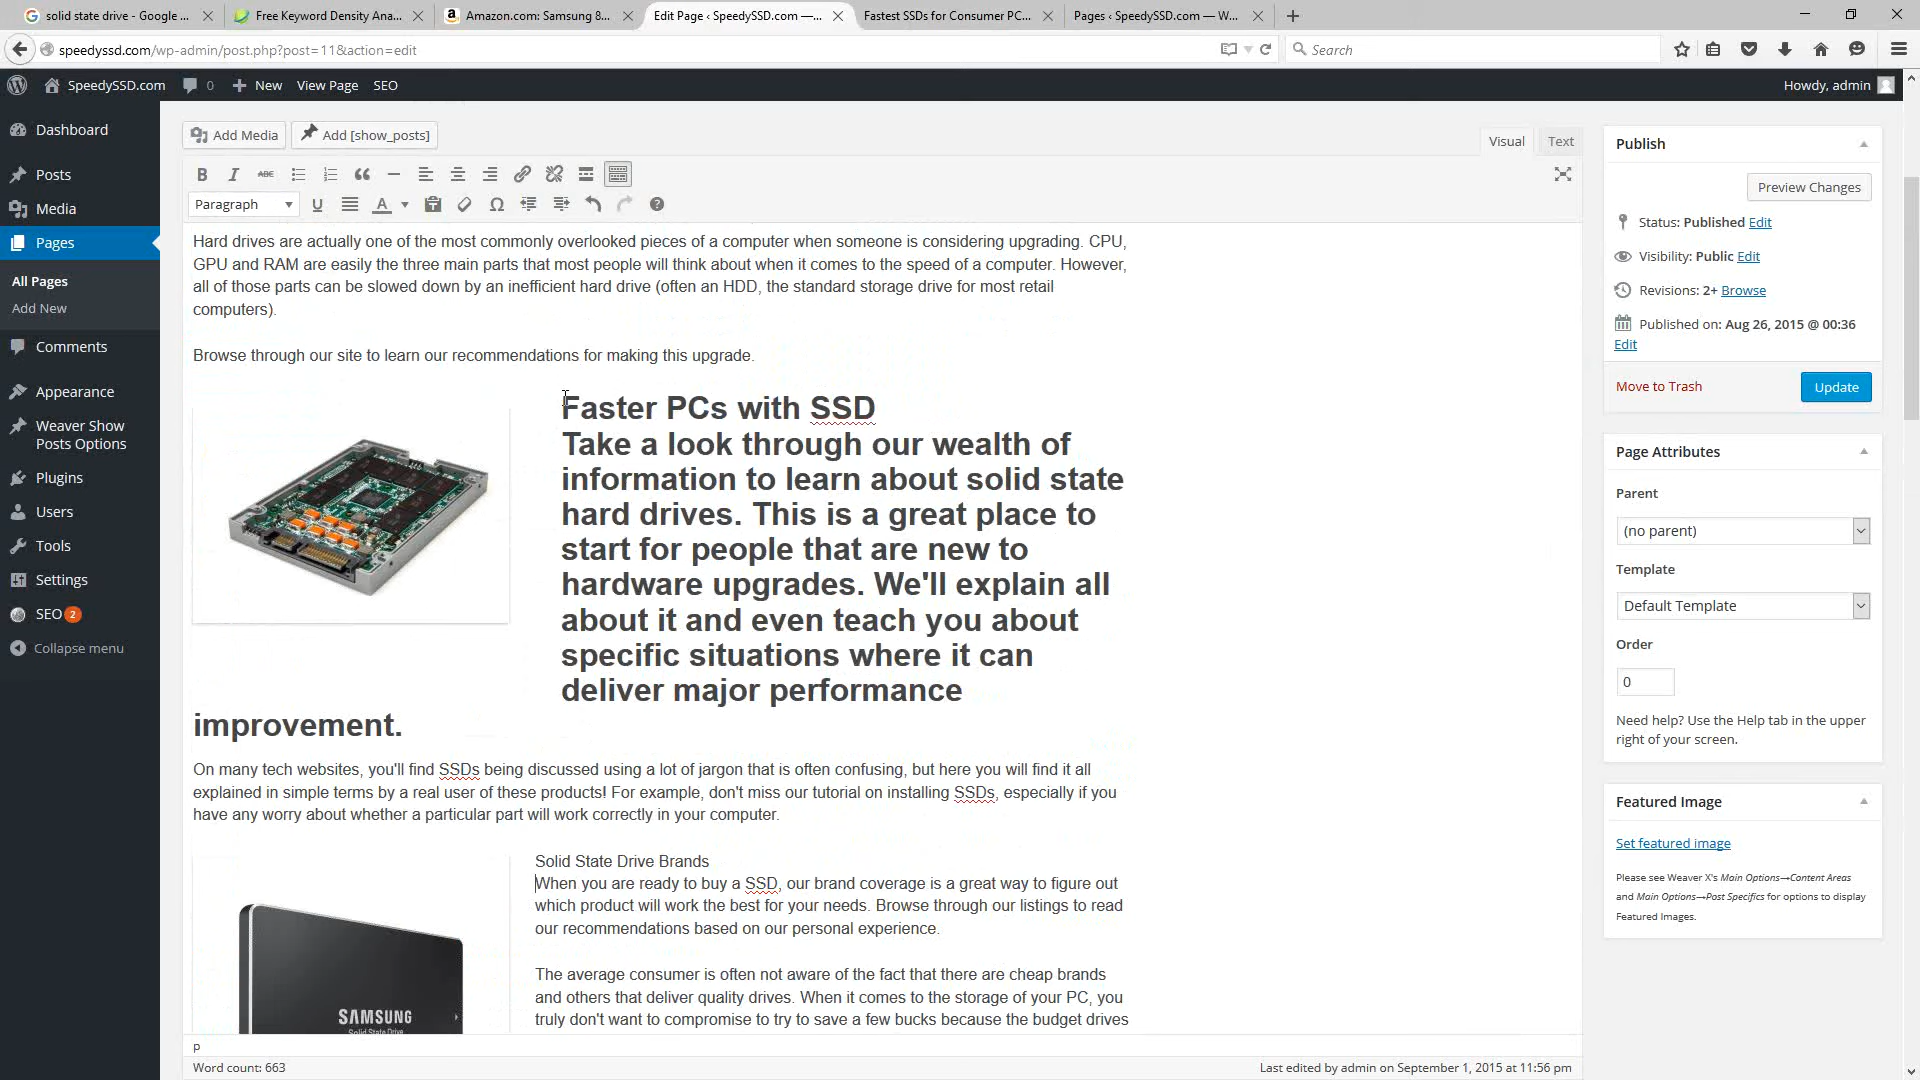 solid state drive - Google ...
Free Keyword Density Ana...
Amazon.com: Samsung 8...
Edit Page ‹ SpeedySSD.com —...
Fastest SSDs for Consumer PC...
Pages ‹ SpeedySSD.com — W...
speedyssd.com/wp-admin/post.php?post=11&action=edit
Search
SpeedySSD.com
0
New
View Page
SEO
Howdy, admin
Dashboard
Posts
Media
Pages
All Pages
Add New
Comments
Appearance
Weaver Show
Posts Options
Plugins
Users
Tools
Settings
SEO 2
Collapse menu
Add Media
Add [show_posts]
Visual
Text
B I ABC
Paragraph
U A Ω
Hard drives are actually one of the most commonly overlooked pieces of a computer when someone is considering upgrading. CPU,
GPU and RAM are easily the three main parts that most people will think about when it comes to the speed of a computer. However,
all of those parts can be slowed down by an inefficient hard drive (often an HDD, the standard storage drive for most retail
computers).
Browse through our site to learn our recommendations for making this upgrade.
Faster PCs with SSD
Take a look through our wealth of
information to learn about solid state
hard drives. This is a great place to
start for people that are new to
hardware upgrades. We'll explain all
about it and even teach you about
specific situations where it can
deliver major performance
improvement.
On many tech websites, you'll find SSDs being discussed using a lot of jargon that is often confusing, but here you will find it all
explained in simple terms by a real user of these products! For example, don't miss our tutorial on installing SSDs, especially if you
have any worry about whether a particular part will work correctly in your computer.
SAMSUNG
Solid State Drive
Solid State Drive Brands
When you are ready to buy a SSD, our brand coverage is a great way to figure out
which product will work the best for your needs. Browse through our listings to read
our recommendations based on our personal experience.
The average consumer is often not aware of the fact that there are cheap brands
and others that deliver quality drives. When it comes to the storage of your PC, you
truly don't want to compromise to try to save a few bucks because the budget drives
p
Word count: 663
Last edited by admin on September 1, 2015 at 11:56 pm
Publish
Preview Changes
Status: Published Edit
Visibility: Public Edit
Revisions: 2+ Browse
Published on: Aug 26, 2015 @ 00:36
Edit
Move to Trash
Update
Page Attributes
Parent
(no parent)
Template
Default Template
Order
0
Need help? Use the Help tab in the upper
right of your screen.
Featured Image
Set featured image
Please see Weaver X's Main Options→Content Areas
and Main Options→Post Specifics for options to display
Featured Images.